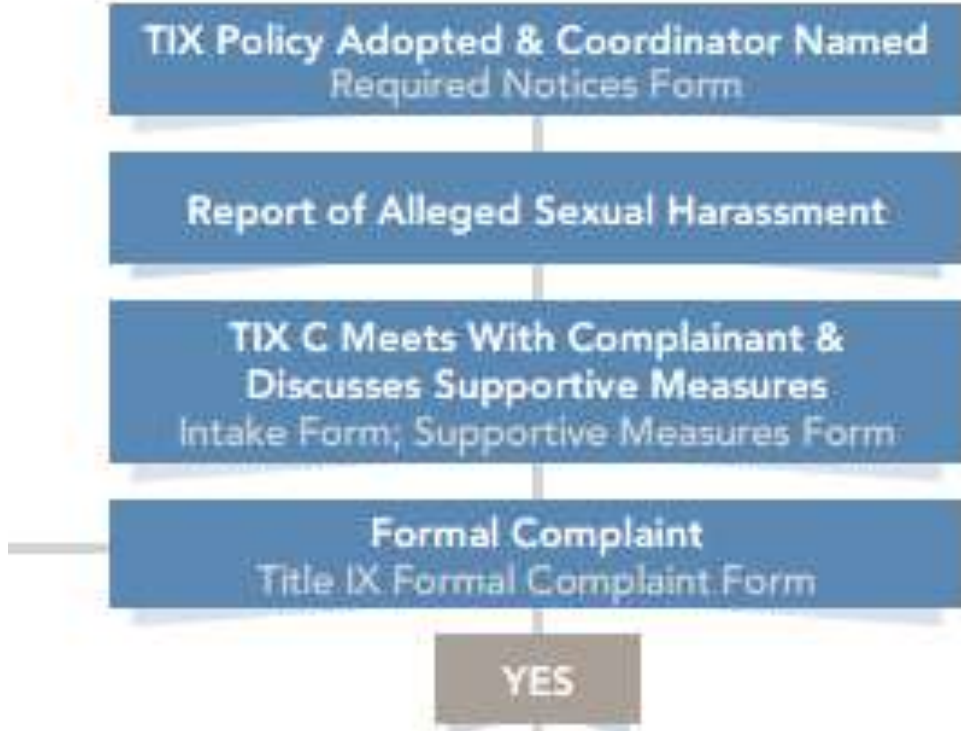 TIX Policy Adopted & Coordinator Named
Required Notices Form
Report of Alleged Sexual Harassment
TIX C Meets With Complainant &
Discusses Supportive Measures
Intake Form; Supportive Measures Form
Formal Complaint
Title IX Formal Complaint Form
YES